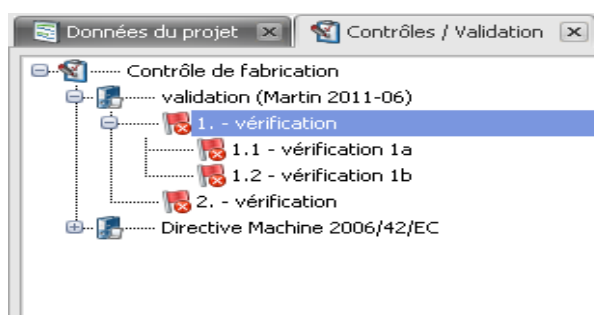 Données du projet Contrôles / Validation
Contrôle de fabrication
validation (Martin 2011-06)
1. - vérification
1.1 - vérification 1a
1.2 - vérification 1b
2. - vérification
Directive Machine 2006/42/EC